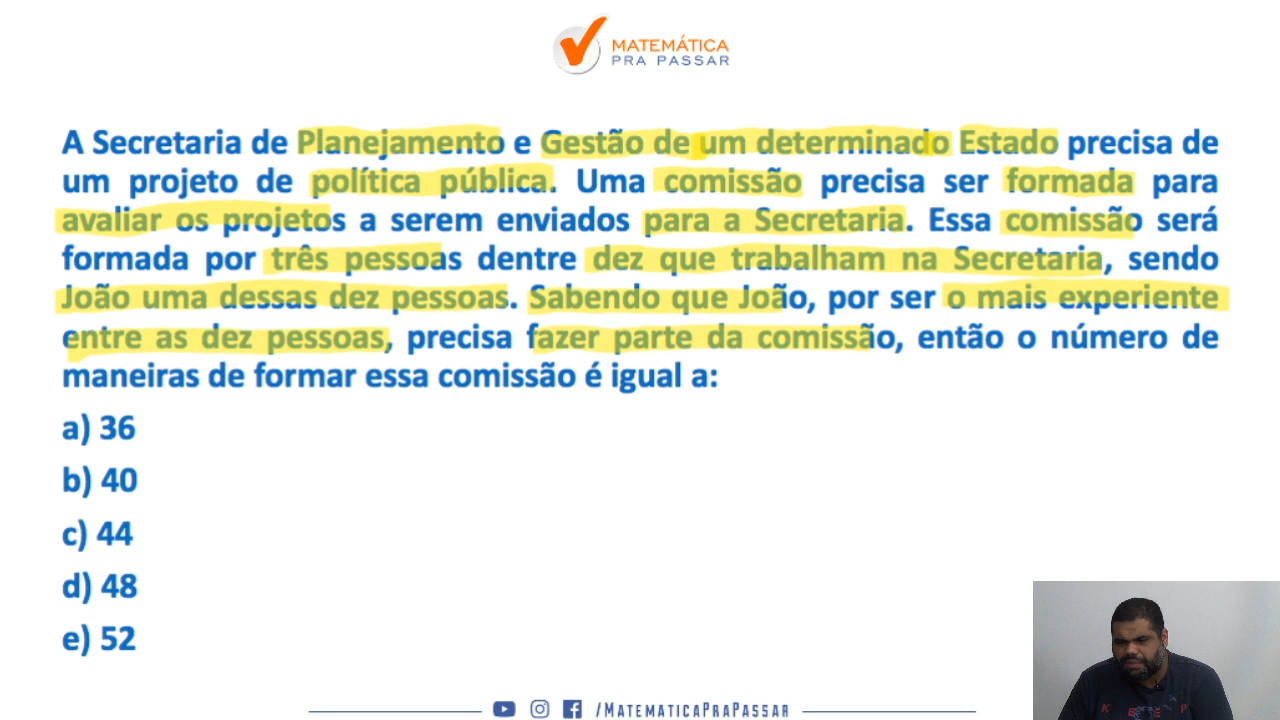 MATEMÁTICA
PRA PASSAR
A Secretaria de Planejamento e Gestão de um determinado Estado precisa de
um projeto de política pública. Uma comissão precisa ser formada para
avaliar os projetos a serem enviados para a Secretaria. Essa comissão será
formada por três pessoas dentre dez que trabalham na Secretaria, sendo
João uma dessas dez pessoas. Sabendo que João, por ser o mais experiente
entre as dez pessoas, precisa fazer parte da comissão, então o número de
maneiras de formar essa comissão é igual a:
a) 36
b) 40
c) 44
d) 48
e) 52
/MATEMATICAPRAPASSAR